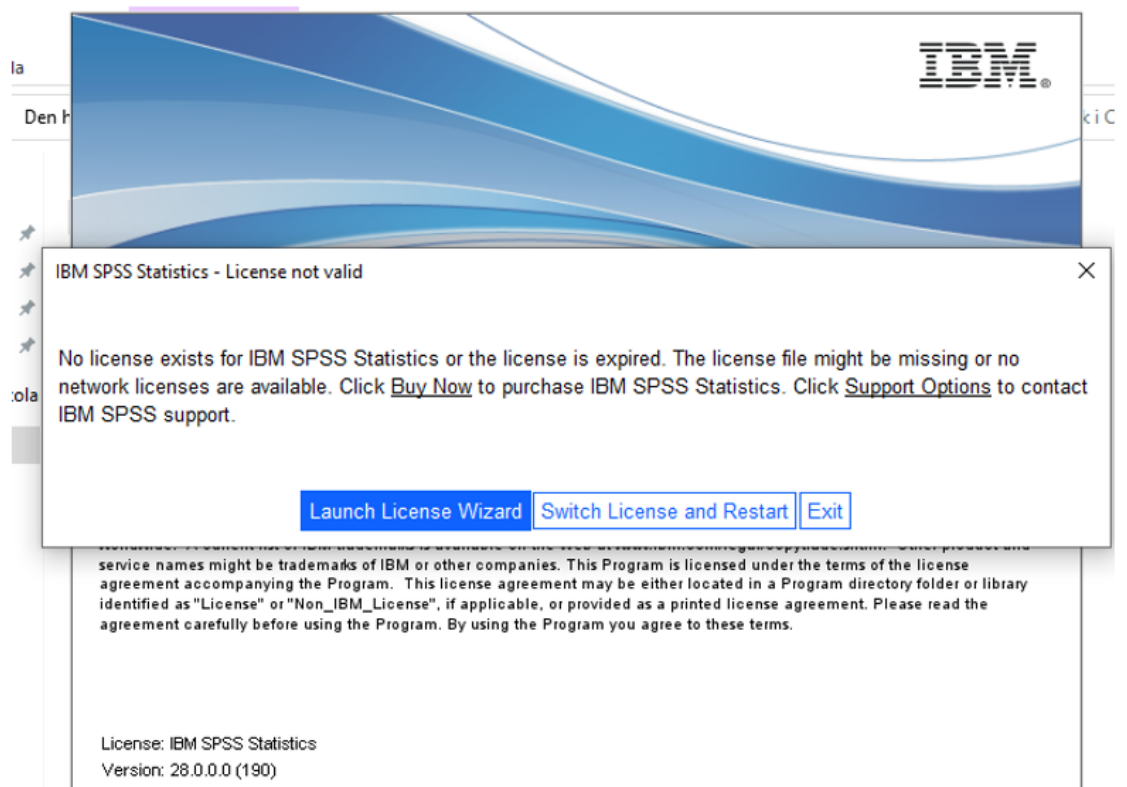 IBM®
la
Den h
k i C
IBM SPSS Statistics - License not valid
No license exists for IBM SPSS Statistics or the license is expired. The license file might be missing or no
network licenses are available. Click Buy Now to purchase IBM SPSS Statistics. Click Support Options to contact
IBM SPSS support.
:ola
Launch License Wizard Switch License and Restart Exit
service names might be trademarks of IBM or other companies. This Program is licensed under the terms of the license
agreement accompanying the Program. This license agreement may be either located in a Program directory folder or library
identified as "License" or "Non_IBM_License", if applicable, or provided as a printed license agreement. Please read the
agreement carefully before using the Program. By using the Program you agree to these terms.
License: IBM SPSS Statistics
Version: 28.0.0.0 (190)